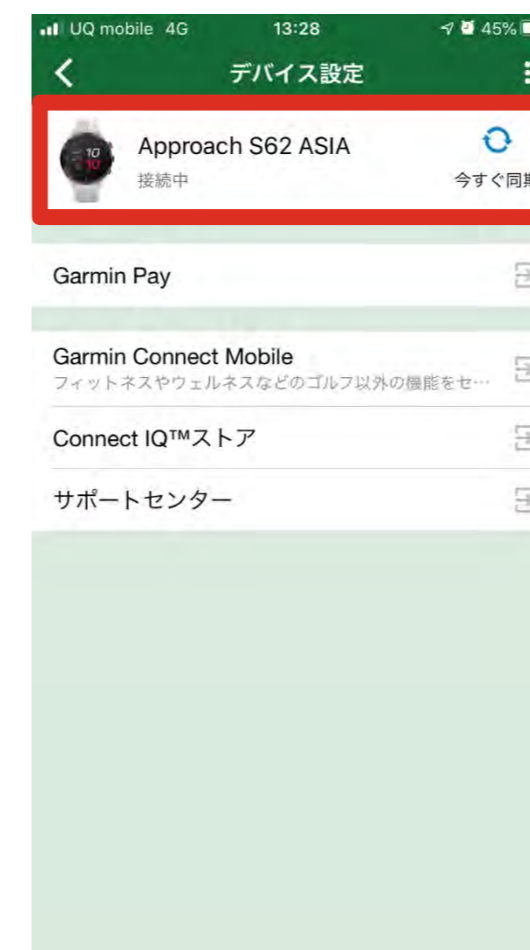 UQ mobile 4G 13:28 45%
デバイス設定
10
10
Approach S62 ASIA
接続中
今すぐ同期
Garmin Pay
Garmin Connect Mobile
フィットネスやウェルネスなどのゴルフ以外の機能をセ…
Connect IQ™ストア
サポートセンター